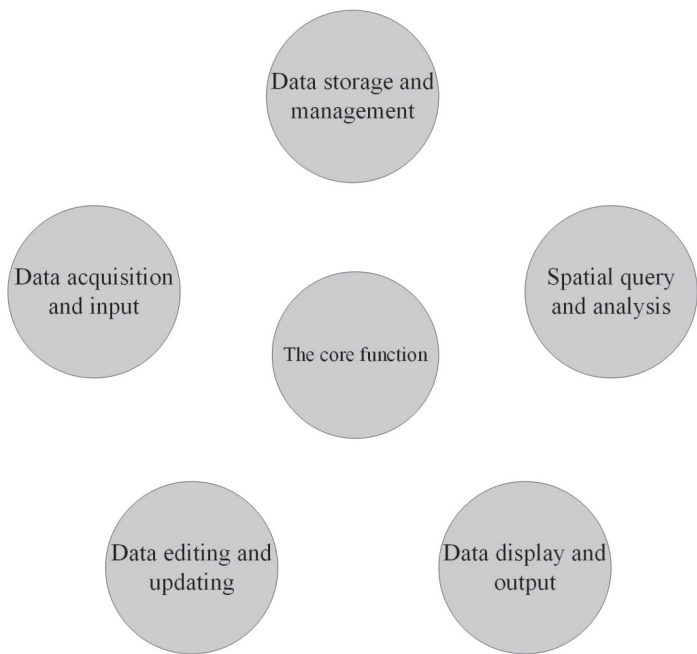 Data storage and
management
Data acquisition
and input
Spatial query
and analysis
The core function
Data editing and
updating
Data display and
output